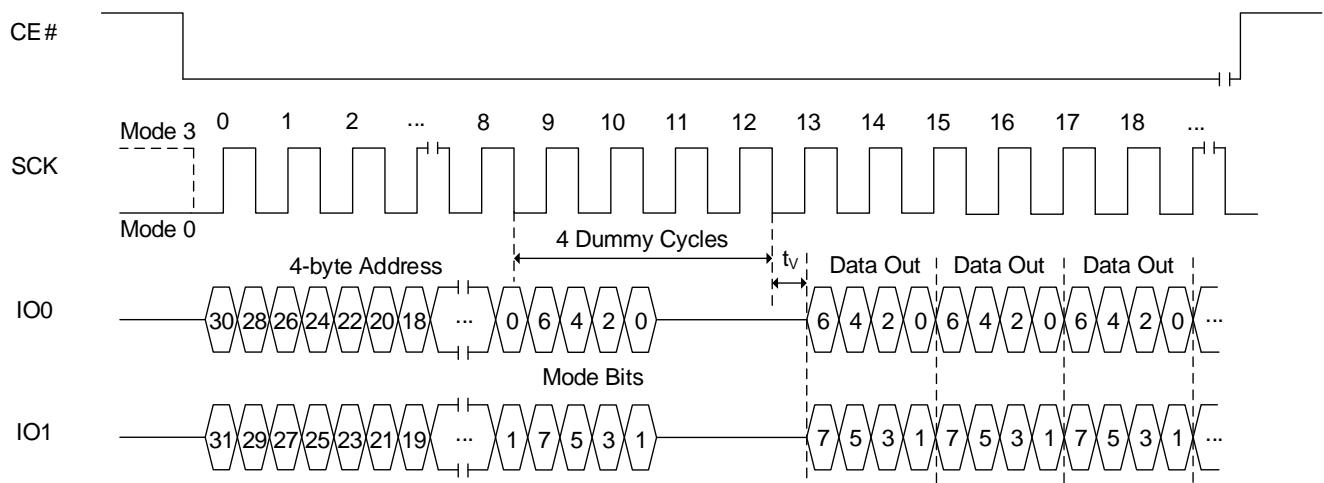 CE#
0 1 2 ... 8 9 10 11 12 13 14 15 16 17 18 ...
Mode 3
SCK
Mode 0
4 Dummy Cycles
4-byte Address
tV
Data Out Data Out Data Out
IO0 30 28 26 24 22 20 18 ... 0 6 4 2 0 6 4 2 0 6 4 2 0 6 4 2 0 ...
Mode Bits
IO1 31 29 27 25 23 21 19 ... 1 7 5 3 1 7 5 3 1 7 5 3 1 7 5 3 1 ...